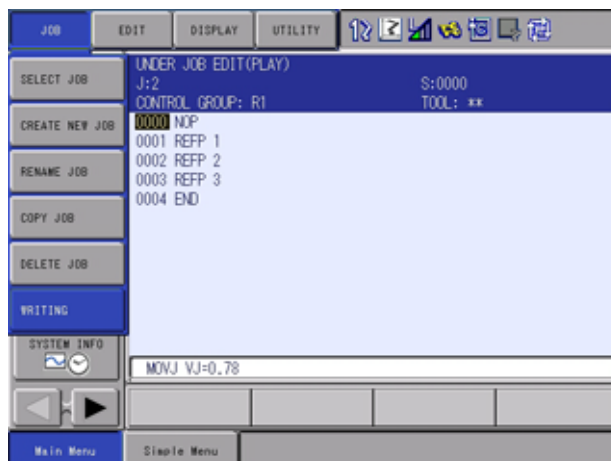 JOB EDIT DISPLAY UTILITY
SELECT JOB
CREATE NEW JOB
RENAME JOB
COPY JOB
DELETE JOB
WRITING
SYSTEM INFO
UNDER JOB EDIT(PLAY)
J:2 S:0000
CONTROL GROUP: R1 TOOL: **
0000 NOP
0001 REFP 1
0002 REFP 2
0003 REFP 3
0004 END
MOVJ VJ=0.78
Main Menu Simple Menu